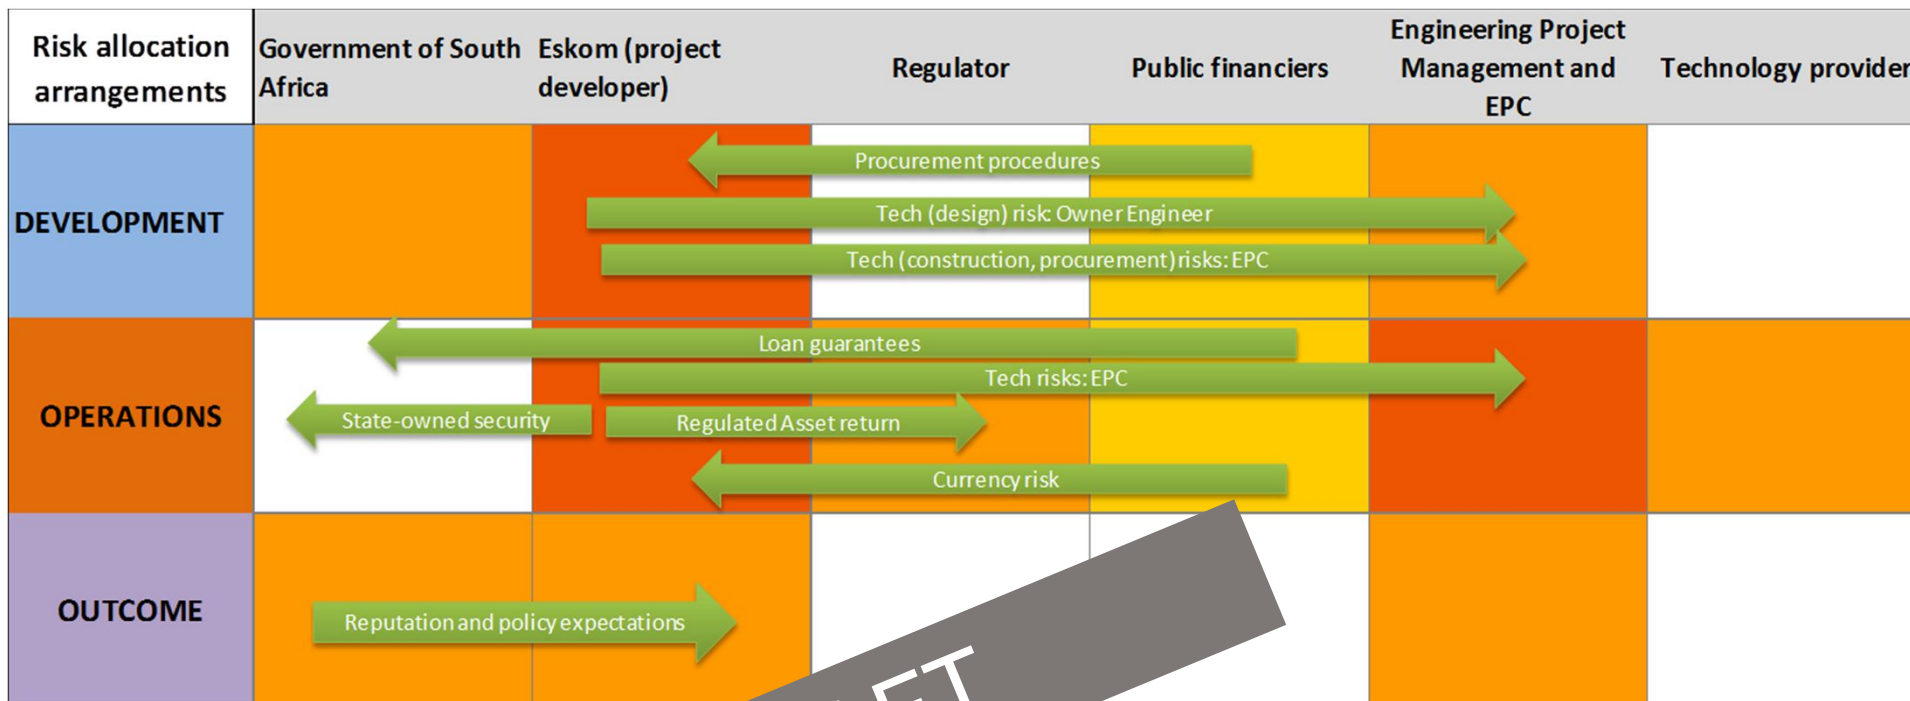 Risk allocation
arrangements
Government of South
Africa
Eskom (project
developer)
Regulator
Public financiers
Engineering Project
Management and
EPC
Technology provider
DEVELOPMENT
Procurement procedures
Tech (design) risk: Owner Engineer
Tech (construction, procurement) risks: EPC
OPERATIONS
Loan guarantees
Tech risks: EPC
State-owned security
Regulated Asset return
Currency risk
OUTCOME
Reputation and policy expectations